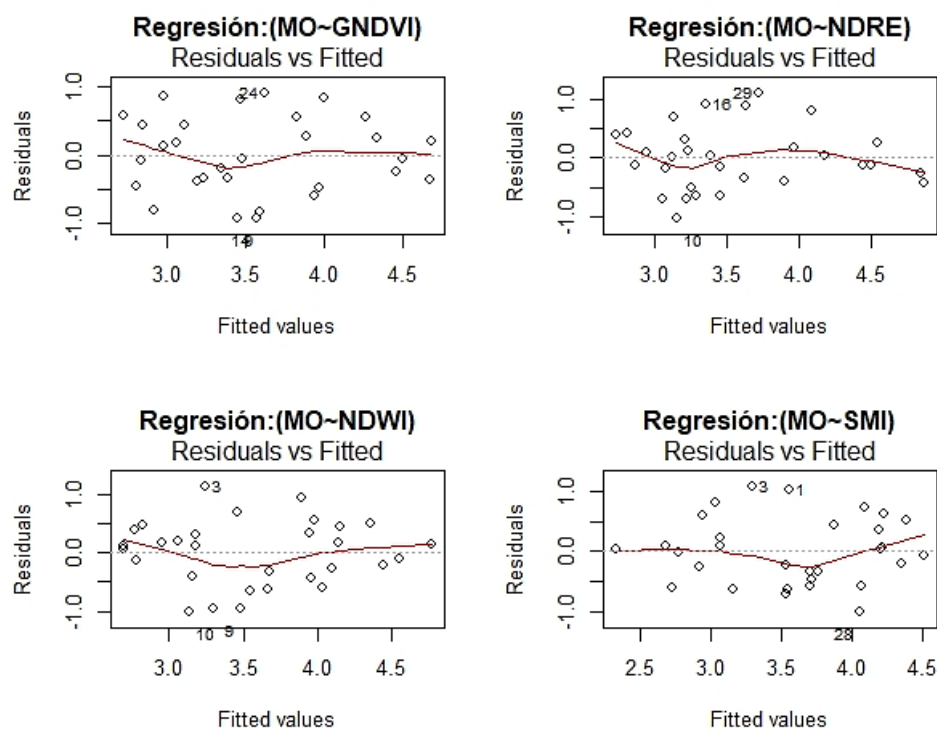 Regresión:(MO~GNDVI)
Residuals vs Fitted
Residuals
1.0
0.0
-1.0
24
14
9
3.0 3.5 4.0 4.5
Fitted values
Regresión:(MO~NDRE)
Residuals vs Fitted
Residuals
1.0
0.0
-1.0
29
16
10
3.0 3.5 4.0 4.5
Fitted values
Regresión:(MO~NDWI)
Residuals vs Fitted
Residuals
1.0
0.0
-1.0
3
10 9
3.0 3.5 4.0 4.5
Fitted values
Regresión:(MO~SMI)
Residuals vs Fitted
Residuals
1.0
0.0
-1.0
3 1
28
2.5 3.0 3.5 4.0 4.5
Fitted values